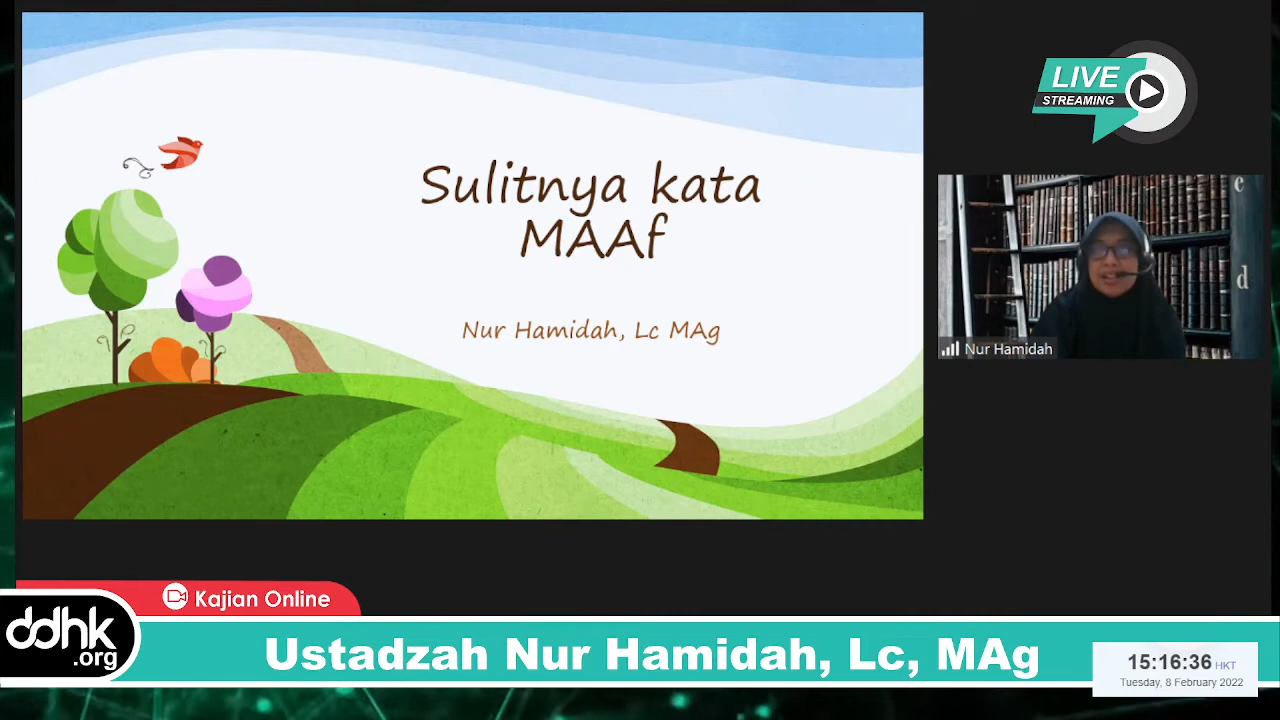 Sulitnya kata
MAAf
Nur Hamidah, Lc MAg
LIVE
STREAMING
c
d
Nur Hamidah
Kajian Online
ddhk
.org
Ustadzah Nur Hamidah, Lc, MAg
15:16:36 HKT
Tuesday, 8 February 2022